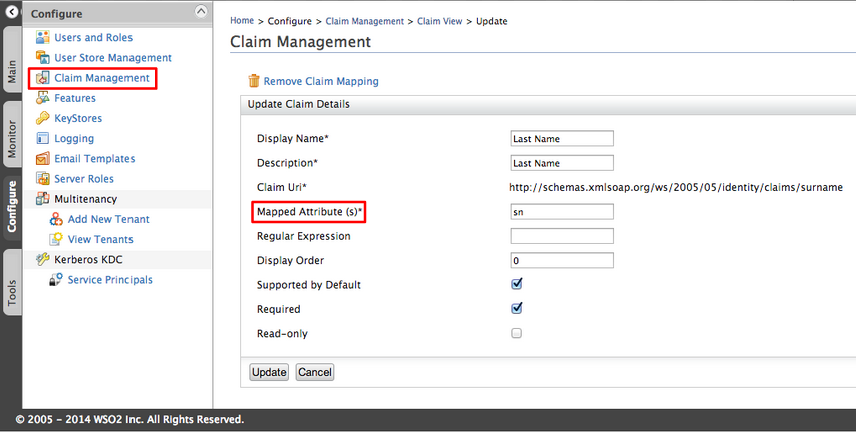 Configure
Main
Monitor
Configure
Tools
Users and Roles
User Store Management
Claim Management
Features
KeyStores
Logging
Email Templates
Server Roles
Multitenancy
Add New Tenant
View Tenants
Kerberos KDC
Service Principals
Home > Configure > Claim Management > Claim View > Update
Claim Management
Remove Claim Mapping
Update Claim Details
Display Name* Last Name
Description* Last Name
Claim Uri* http://schemas.xmlsoap.org/ws/2005/05/identity/claims/surname
Mapped Attribute (s)* sn
Regular Expression
Display Order 0
Supported by Default
Required
Read-only
Update Cancel
© 2005 - 2014 WSO2 Inc. All Rights Reserved.